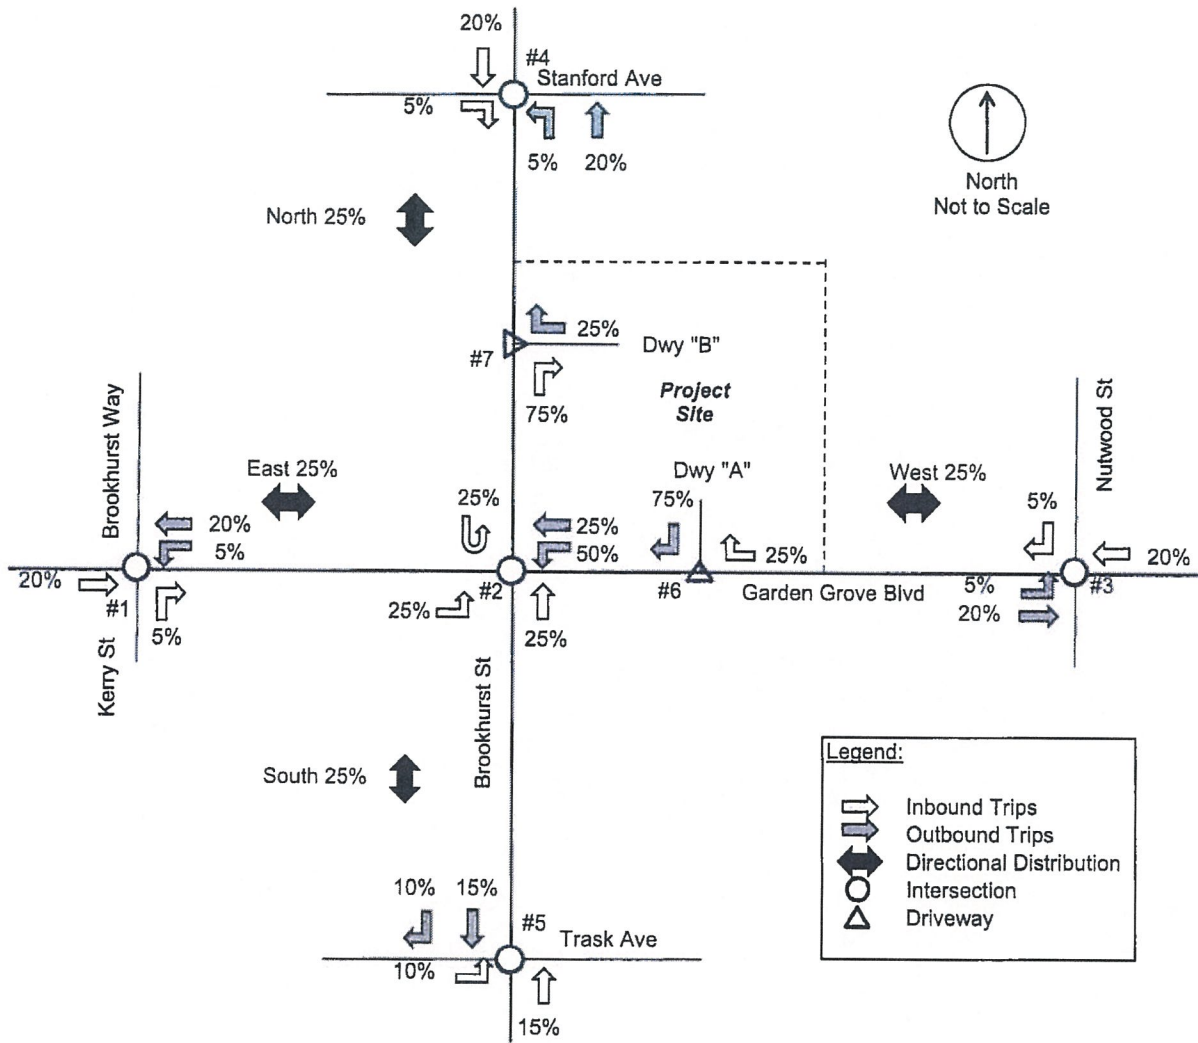 20%
#4
Stanford Ave
5%
5%
20%
North
Not to Scale
North 25%
25%
#7
Dwy "B"
75%
Project
Site
Brookhurst Way
Nutwood St
East 25%
Dwy "A"
West 25%
25%
75%
5%
20%
5%
25%
50%
25%
20%
20%
#1
5%
#2
25%
25%
#6
Garden Grove Blvd
5%
20%
#3
Kerry St
Brookhurst St
South 25%
Legend:
Inbound Trips
Outbound Trips
Directional Distribution
Intersection
Driveway
10%
15%
#5
Trask Ave
10%
15%